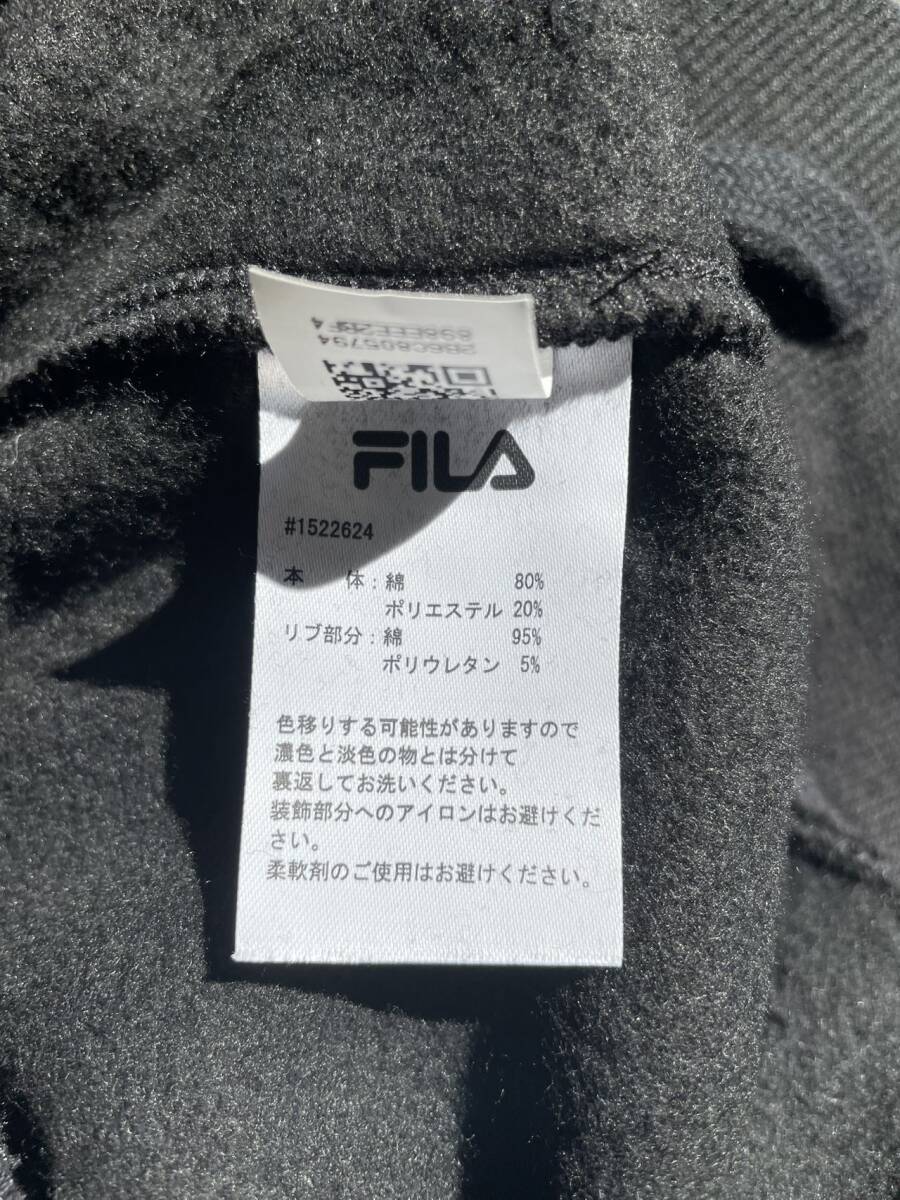 2B6C805794
FILA
#1522624
本　体：綿 80%
ポリエステル 20%
リブ部分：綿 95%
ポリウレタン 5%
色移りする可能性がありますので
濃色と淡色の物とは分けて
裏返してお洗いください。
装飾部分へのアイロンはお避けくだ
さい。
柔軟剤のご使用はお避けください。